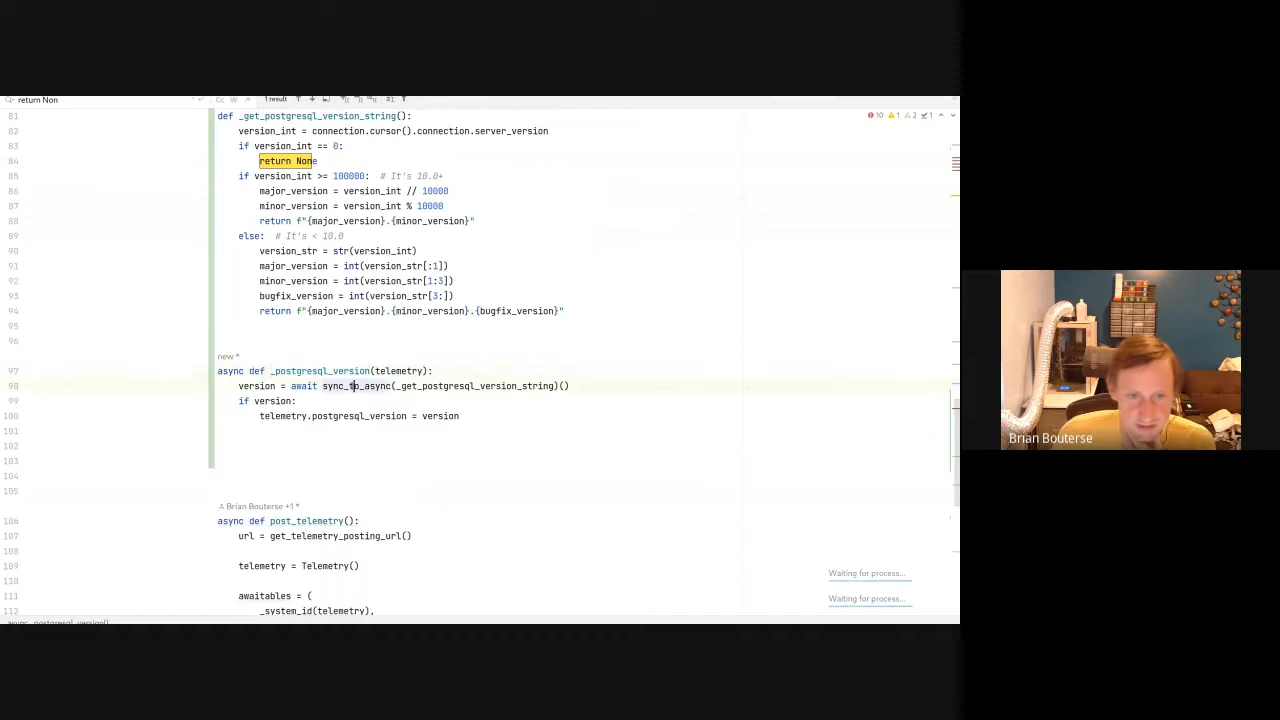 return Non
Cc W 1 result
81 def _get_postgresql_version_string():
82 version_int = connection.cursor().connection.server_version
83 if version_int == 0:
84 return None
85 if version_int >= 100000: # It's 10.0+
86 major_version = version_int // 10000
87 minor_version = version_int % 10000
88 return f"{major_version}.{minor_version}"
89 else: # It's < 10.0
90 version_str = str(version_int)
91 major_version = int(version_str[:1])
92 minor_version = int(version_str[1:3])
93 bugfix_version = int(version_str[3:])
94 return f"{major_version}.{minor_version}.{bugfix_version}"
95
96
new *
97 async def _postgresql_version(telemetry):
98 version = await sync_to_async(_get_postgresql_version_string)()
99 if version:
100 telemetry.postgresql_version = version
101
102
103
104
105
Brian Bouterse +1 *
106 async def post_telemetry():
107 url = get_telemetry_posting_url()
108
109 telemetry = Telemetry()
110
111 awaitables = (
112 _system_id(telemetry),
10 1 2 1
Waiting for process...
Waiting for process...
Brian Bouterse